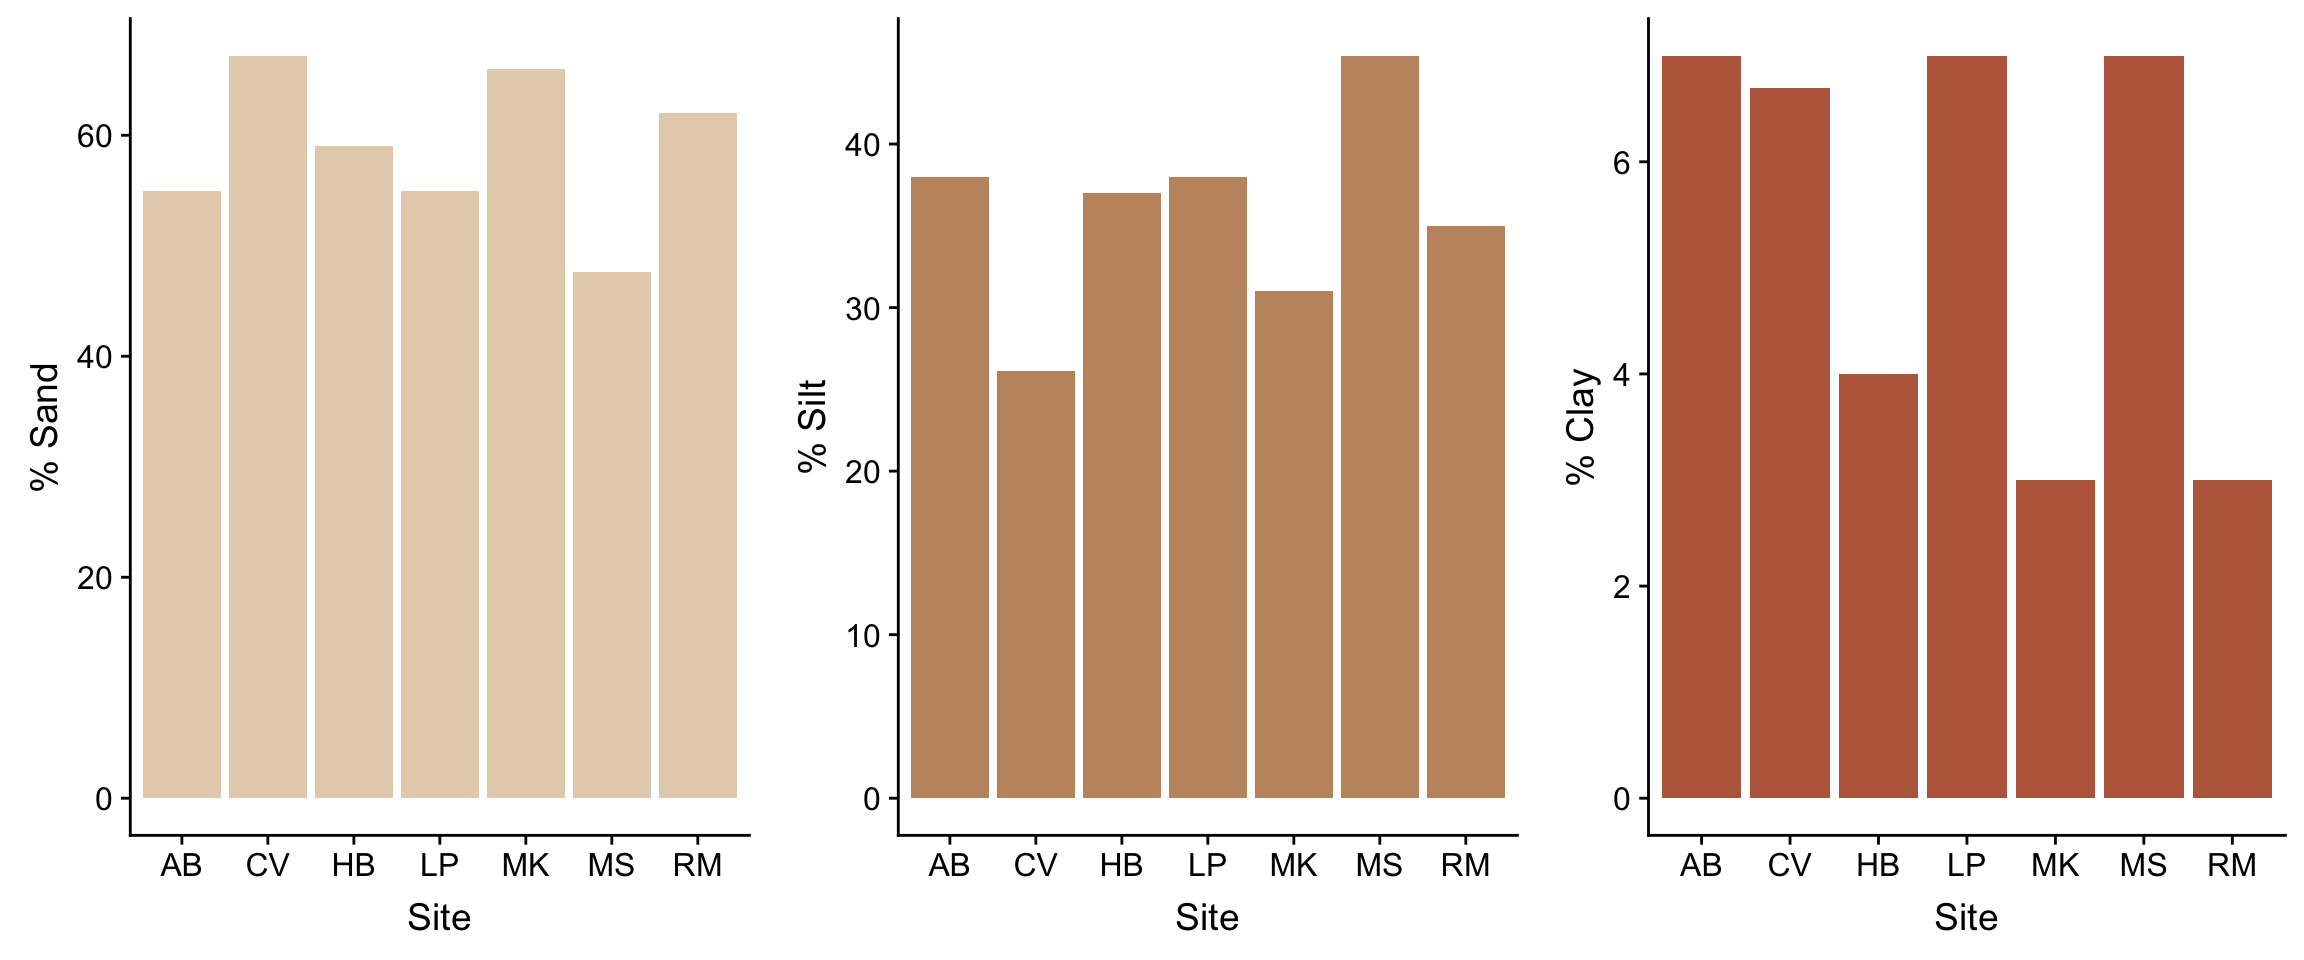 % Sand
60
40
20
0
AB CV HB LP MK MS RM
Site
% Silt
40
30
20
10
0
AB CV HB LP MK MS RM
Site
% Clay
6
4
2
0
AB CV HB LP MK MS RM
Site